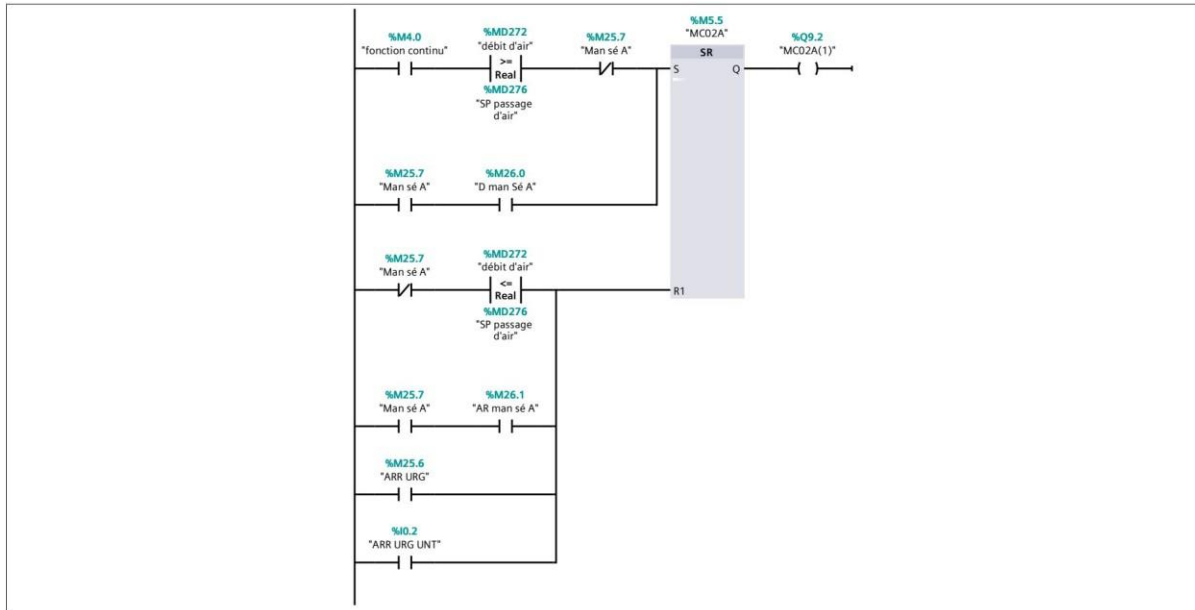 %M4.0
"fonction continu"
%MD272
"débit d'air"
>=
Real
%MD276
"SP passage
d'air"
%M25.7
"Man sé A"
%M5.5
"MC02A"
SR
S
Q
R1
%Q9.2
"MC02A(1)"
%M25.7
"Man sé A"
%M26.0
"D man Sé A"
%M25.7
"Man sé A"
%MD272
"débit d'air"
<=
Real
%MD276
"SP passage
d'air"
%M25.7
"Man sé A"
%M26.1
"AR man sé A"
%M25.6
"ARR URG"
%I0.2
"ARR URG UNT"